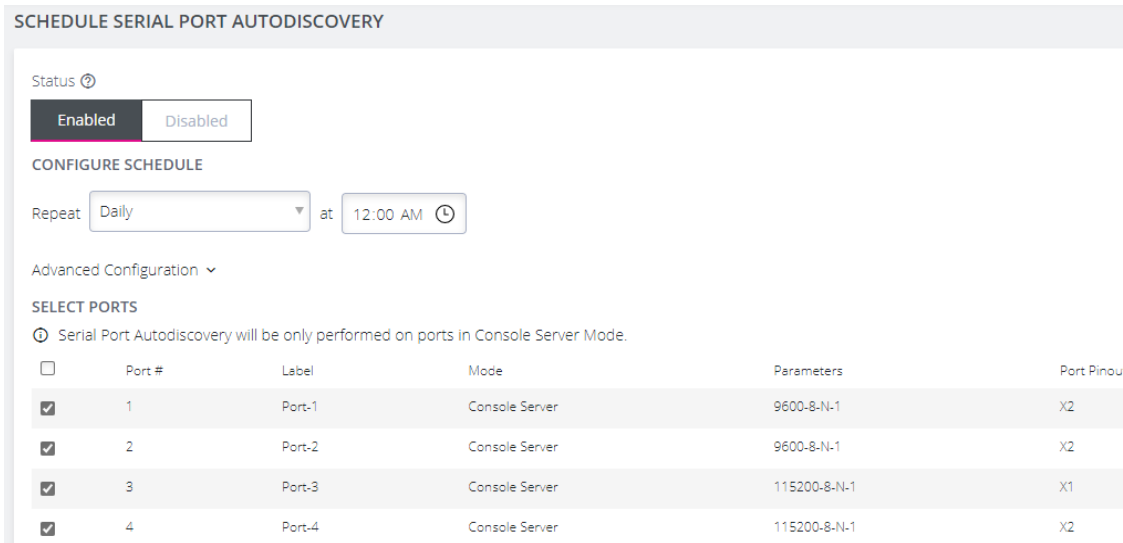 SCHEDULE SERIAL PORT AUTODISCOVERY
Status
Enabled Disabled
CONFIGURE SCHEDULE
Repeat Daily at 12:00 AM
Advanced Configuration
SELECT PORTS
Serial Port Autodiscovery will be only performed on ports in Console Server Mode.
Port # Label Mode Parameters Port Pinou
1 Port-1 Console Server 9600-8-N-1 X2
2 Port-2 Console Server 9600-8-N-1 X2
3 Port-3 Console Server 115200-8-N-1 X1
4 Port-4 Console Server 115200-8-N-1 X2